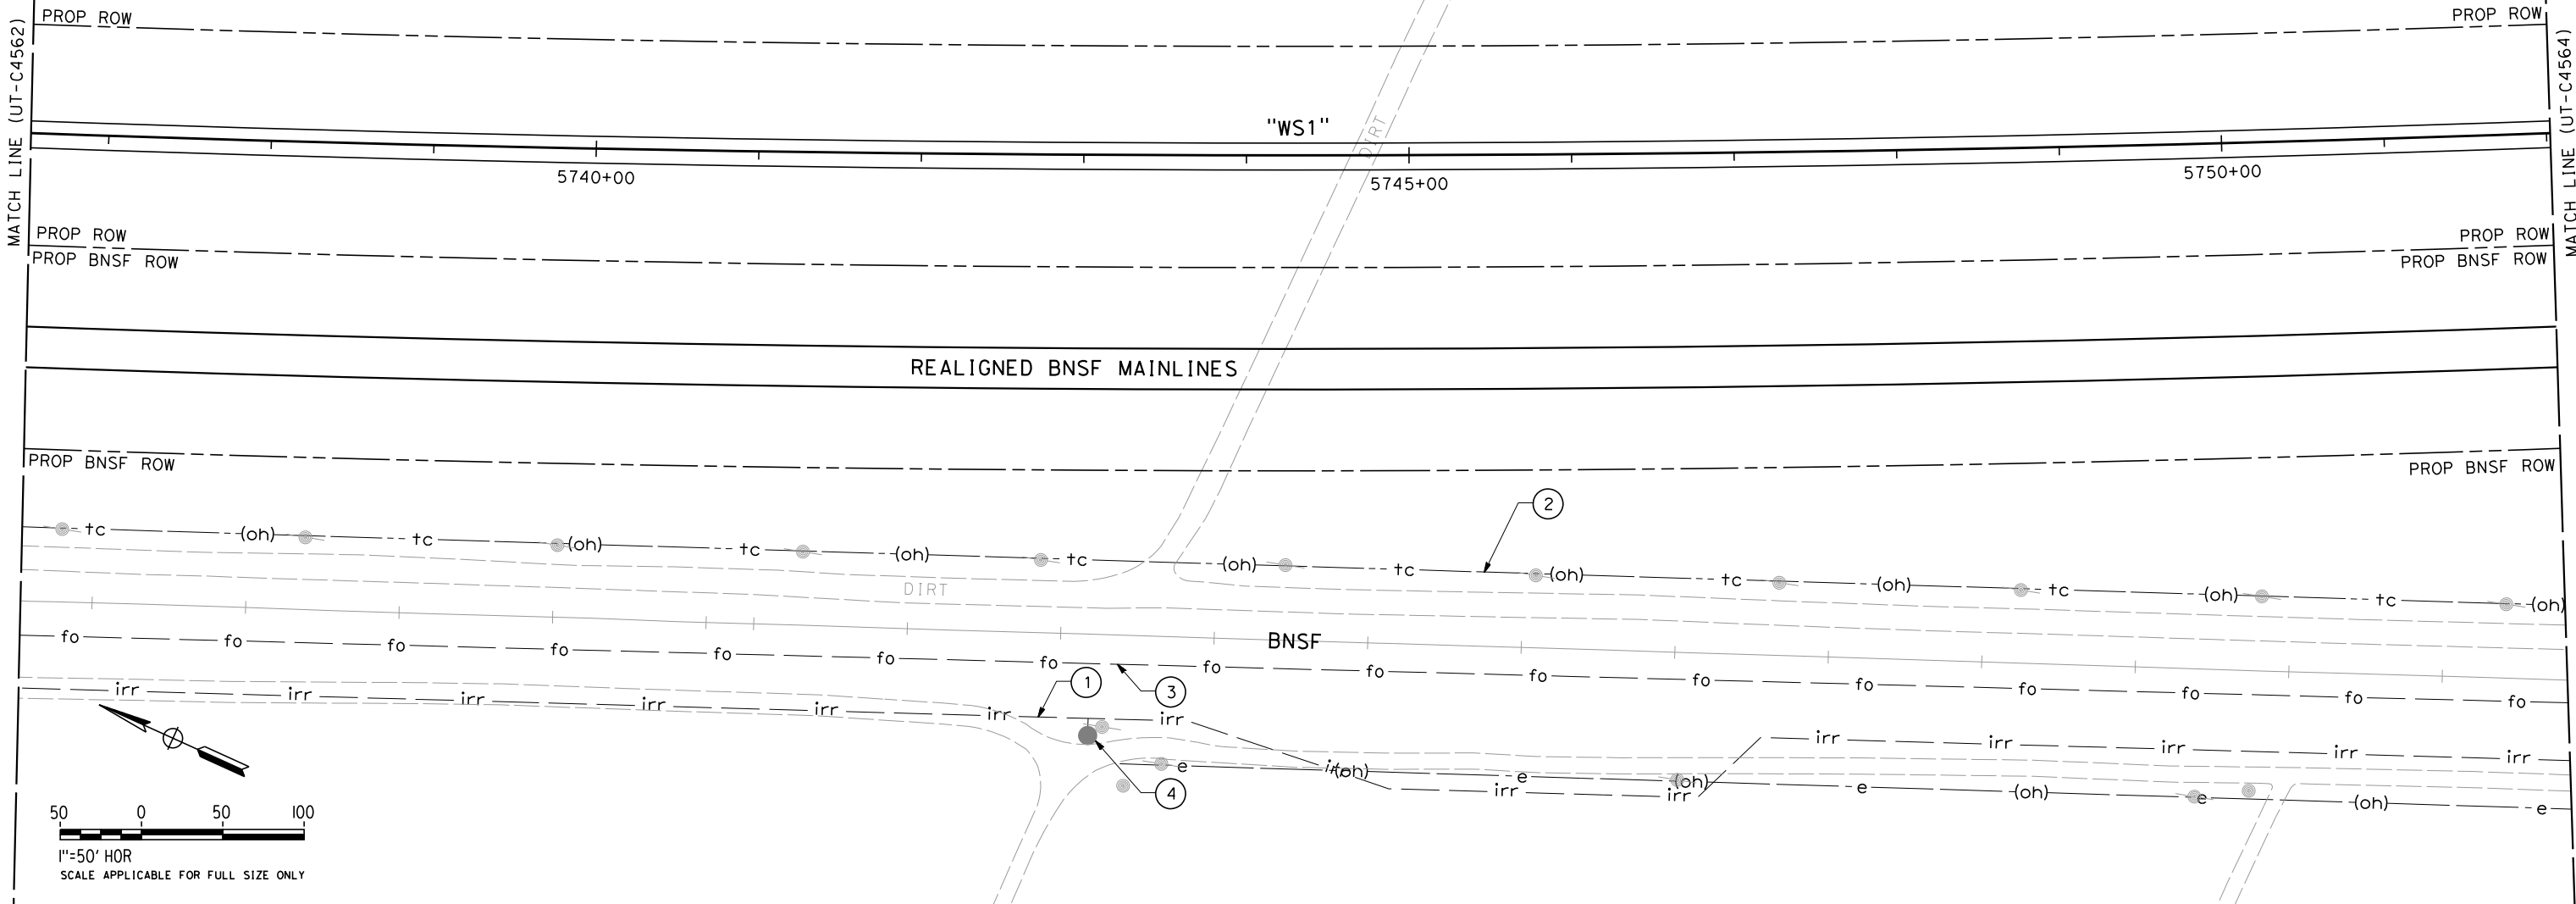 PROP ROW
PROP ROW
MATCH LINE (UT-C4562)
MATCH LINE (UT-C4564)
"WS1"
DIRT
5740+00
5745+00
5750+00
PROP ROW
PROP ROW
PROP BNSF ROW
PROP BNSF ROW
REALIGNED BNSF MAINLINES
PROP BNSF ROW
PROP BNSF ROW
2
tc (oh) tc (oh) tc (oh) tc (oh) tc (oh) tc (oh) tc (oh) tc (oh)
DIRT
BNSF
fo fo fo fo fo fo fo fo fo fo fo fo fo fo fo fo
1
3
irr irr irr irr irr irr irr irr irr irr irr irr irr irr irr
e (oh) e (oh) e (oh) e (oh) e
4
50 0 50 100
1"=50' HOR
SCALE APPLICABLE FOR FULL SIZE ONLY